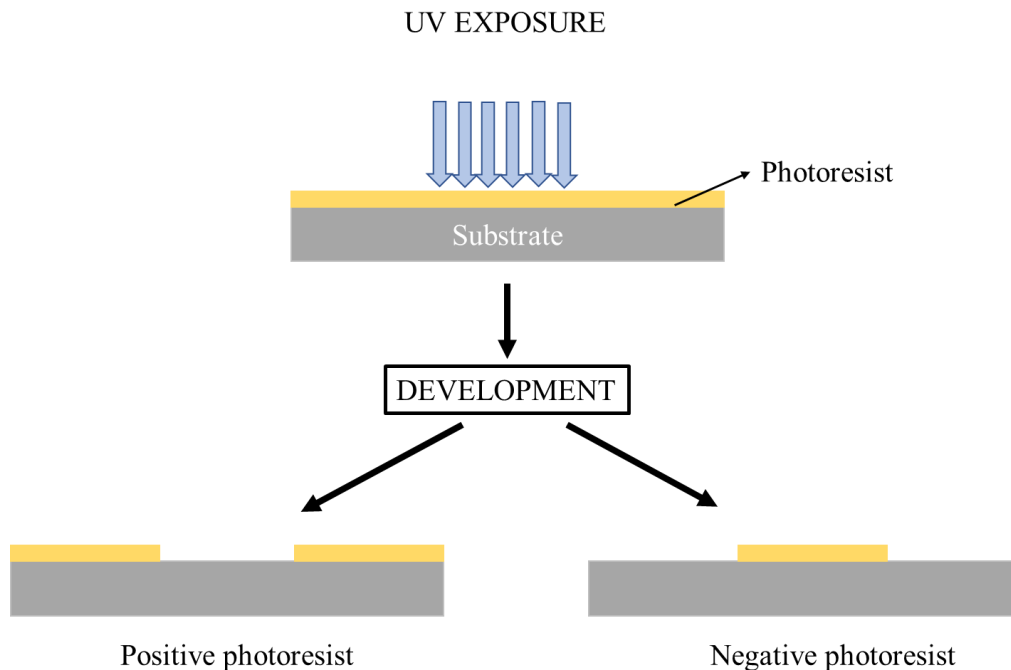 UV EXPOSURE
Photoresist
Substrate
DEVELOPMENT
Positive photoresist
Negative photoresist